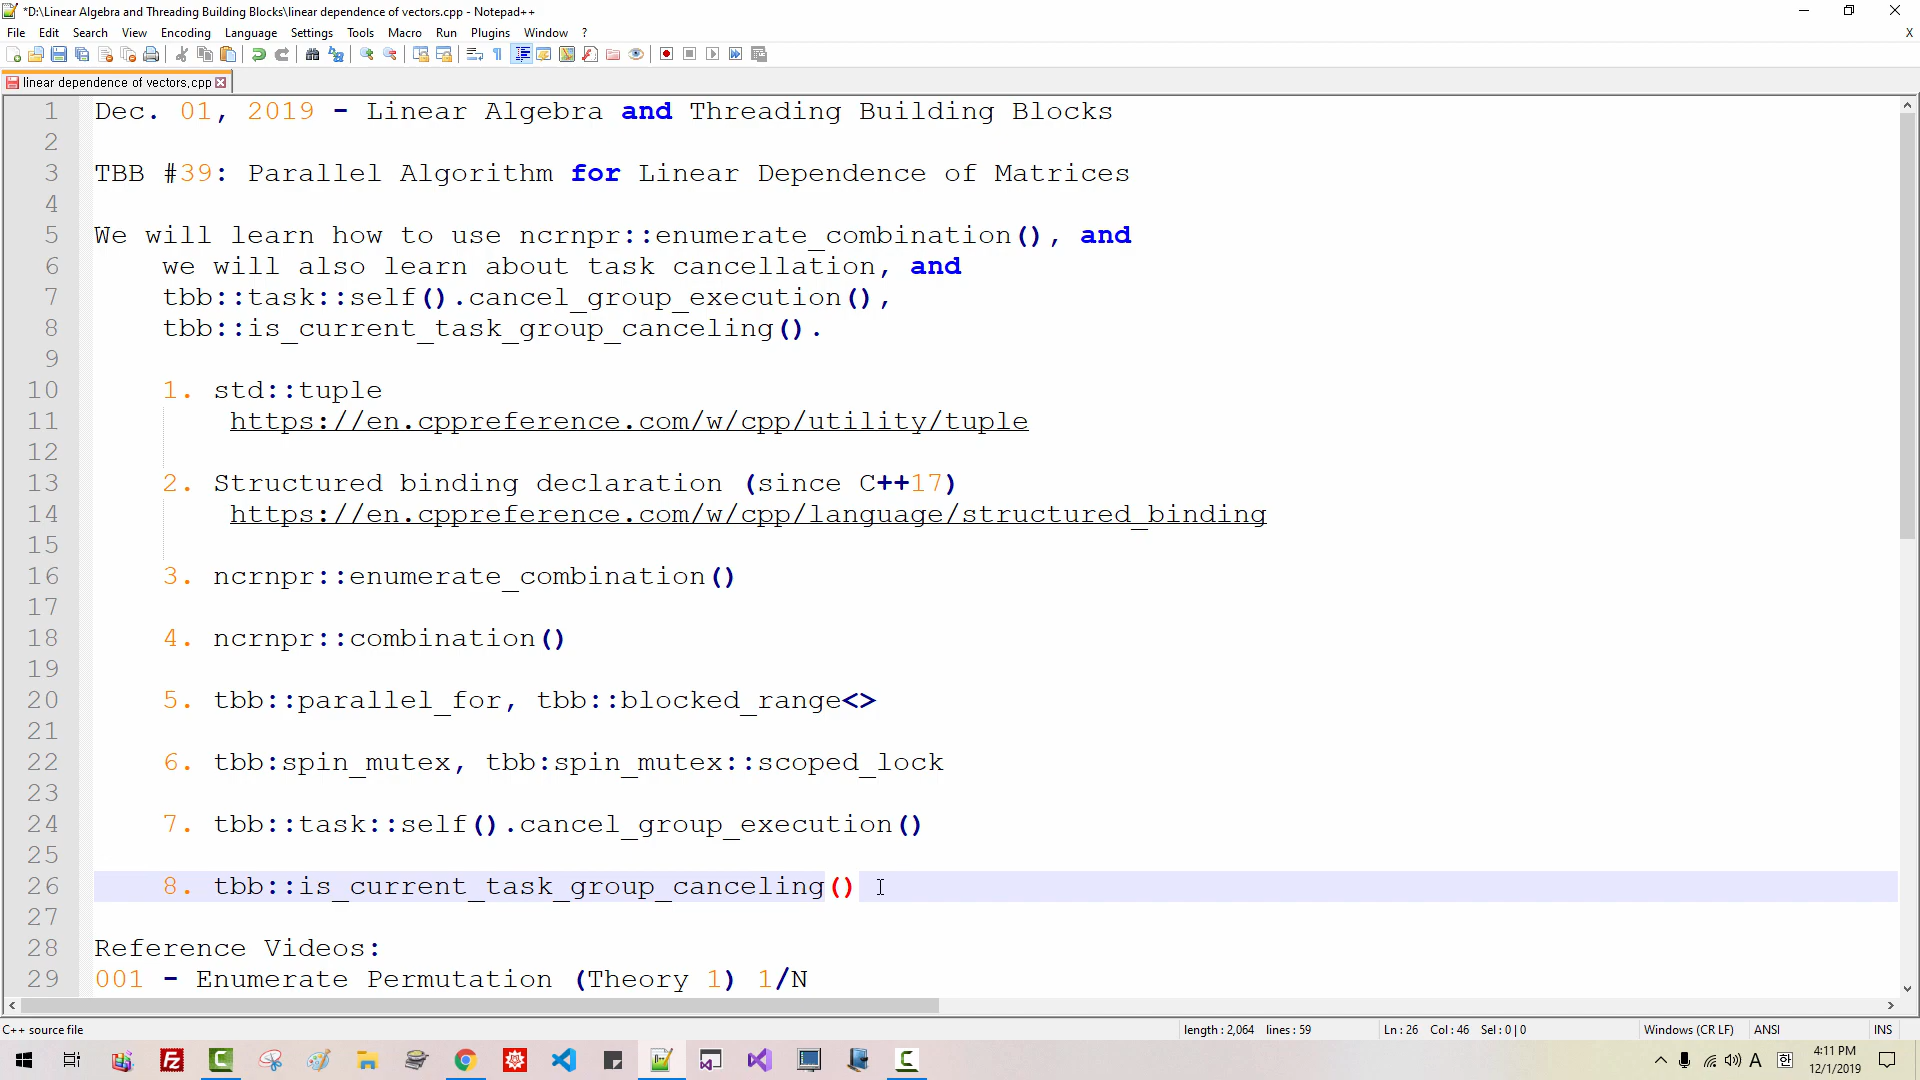 *D:\Linear Algebra and Threading Building Blocks\linear dependence of vectors.cpp - Notepad++
File Edit Search View Encoding Language Settings Tools Macro Run Plugins Window ? X
linear dependence of vectors.cpp
1 Dec. 01, 2019 - Linear Algebra and Threading Building Blocks
2
3 TBB #39: Parallel Algorithm for Linear Dependence of Matrices
4
5 We will learn how to use ncrnpr::enumerate_combination(), and
6 we will also learn about task cancellation, and
7 tbb::task::self().cancel_group_execution(),
8 tbb::is_current_task_group_canceling().
9
10 1. std::tuple
11 https://en.cppreference.com/w/cpp/utility/tuple
12
13 2. Structured binding declaration (since C++17)
14 https://en.cppreference.com/w/cpp/language/structured_binding
15
16 3. ncrnpr::enumerate_combination()
17
18 4. ncrnpr::combination()
19
20 5. tbb::parallel_for, tbb::blocked_range<>
21
22 6. tbb:spin_mutex, tbb:spin_mutex::scoped_lock
23
24 7. tbb::task::self().cancel_group_execution()
25
26 8. tbb::is_current_task_group_canceling()
27
28 Reference Videos:
29 001 - Enumerate Permutation (Theory 1) 1/N
C++ source file length : 2,064 lines : 59 Ln : 26 Col : 46 Sel : 0 | 0 Windows (CR LF) ANSI INS
A 한 4:11 PM
12/1/2019